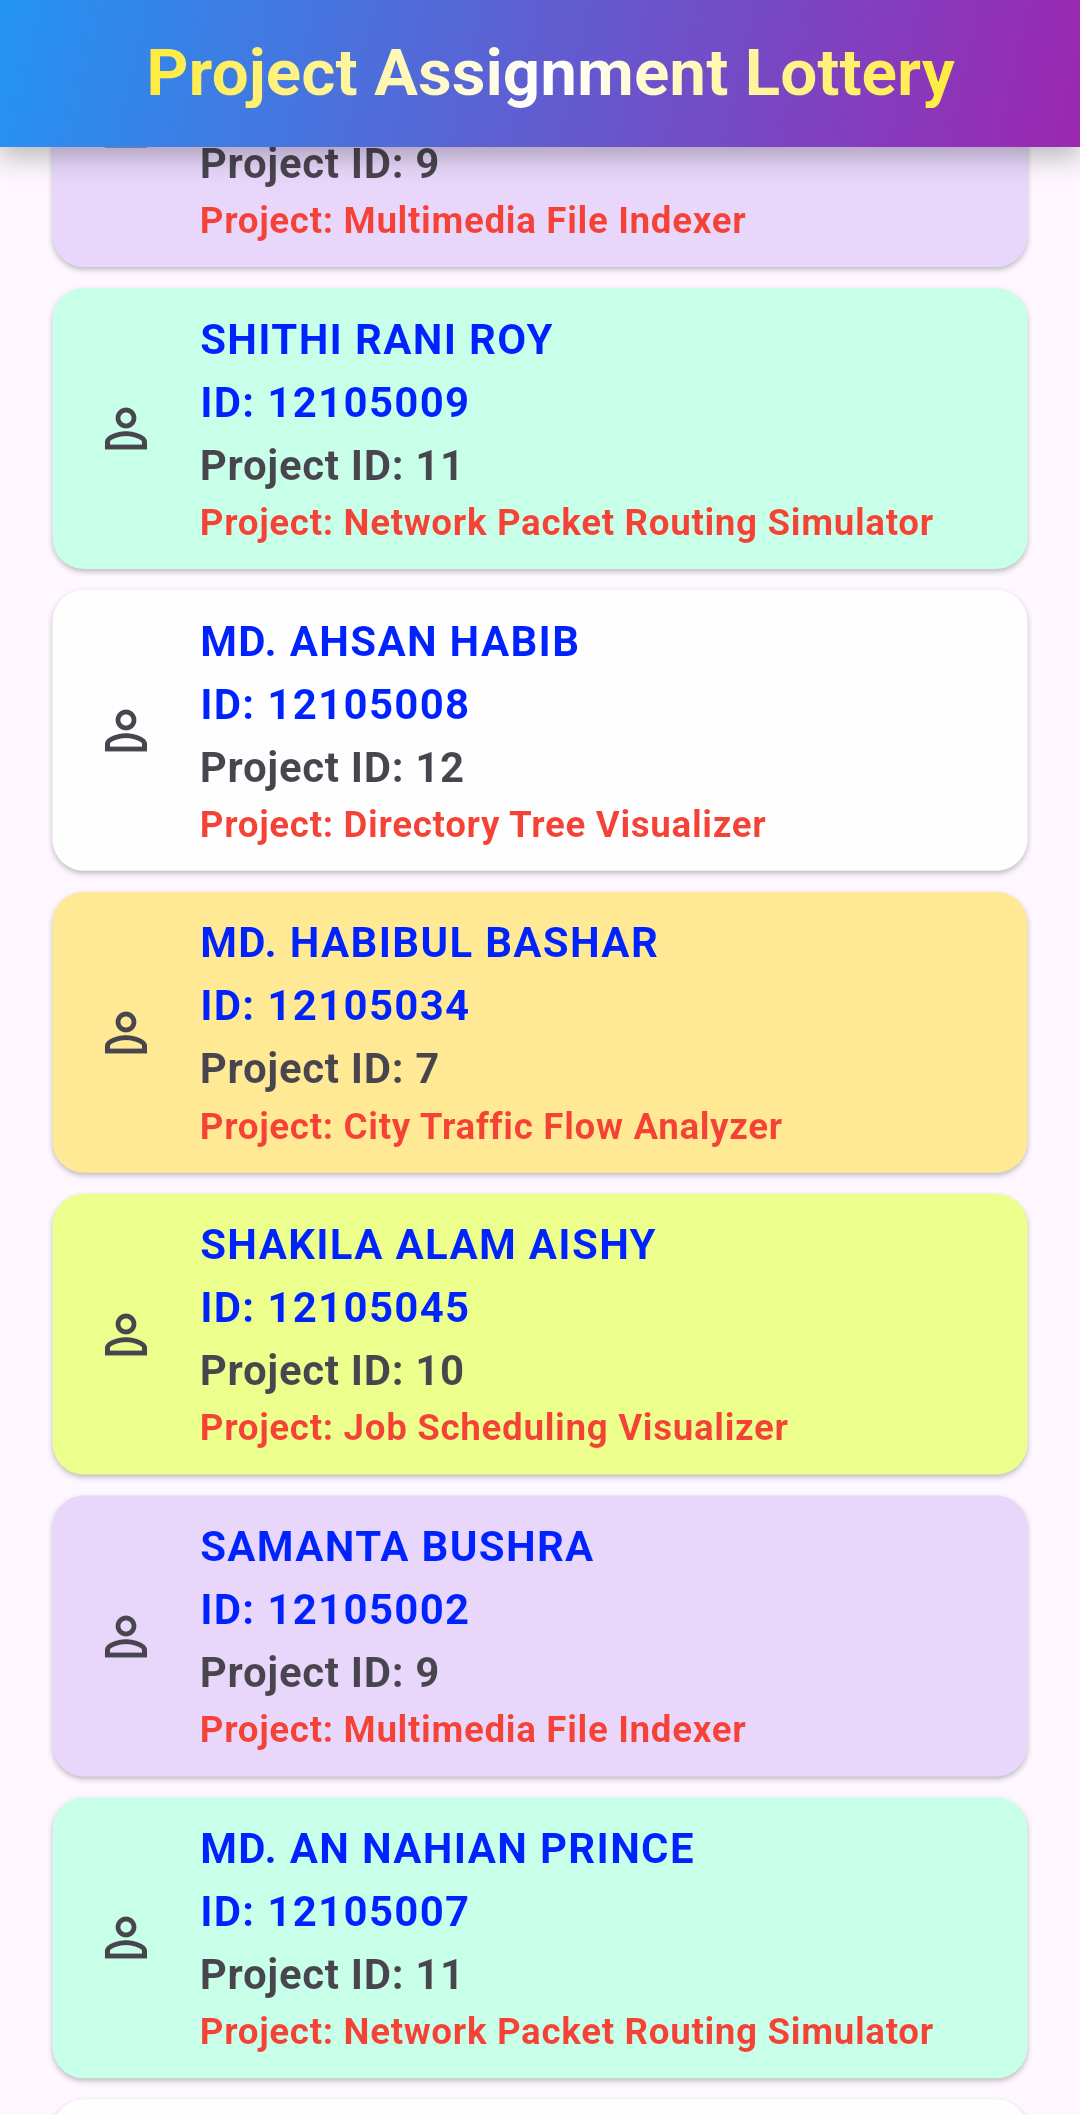 Project Assignment Lottery
Project ID: 9
Project: Multimedia File Indexer
SHITHI RANI ROY
ID: 12105009
Project ID: 11
Project: Network Packet Routing Simulator
MD. AHSAN HABIB
ID: 12105008
Project ID: 12
Project: Directory Tree Visualizer
MD. HABIBUL BASHAR
ID: 12105034
Project ID: 7
Project: City Traffic Flow Analyzer
SHAKILA ALAM AISHY
ID: 12105045
Project ID: 10
Project: Job Scheduling Visualizer
SAMANTA BUSHRA
ID: 12105002
Project ID: 9
Project: Multimedia File Indexer
MD. AN NAHIAN PRINCE
ID: 12105007
Project ID: 11
Project: Network Packet Routing Simulator